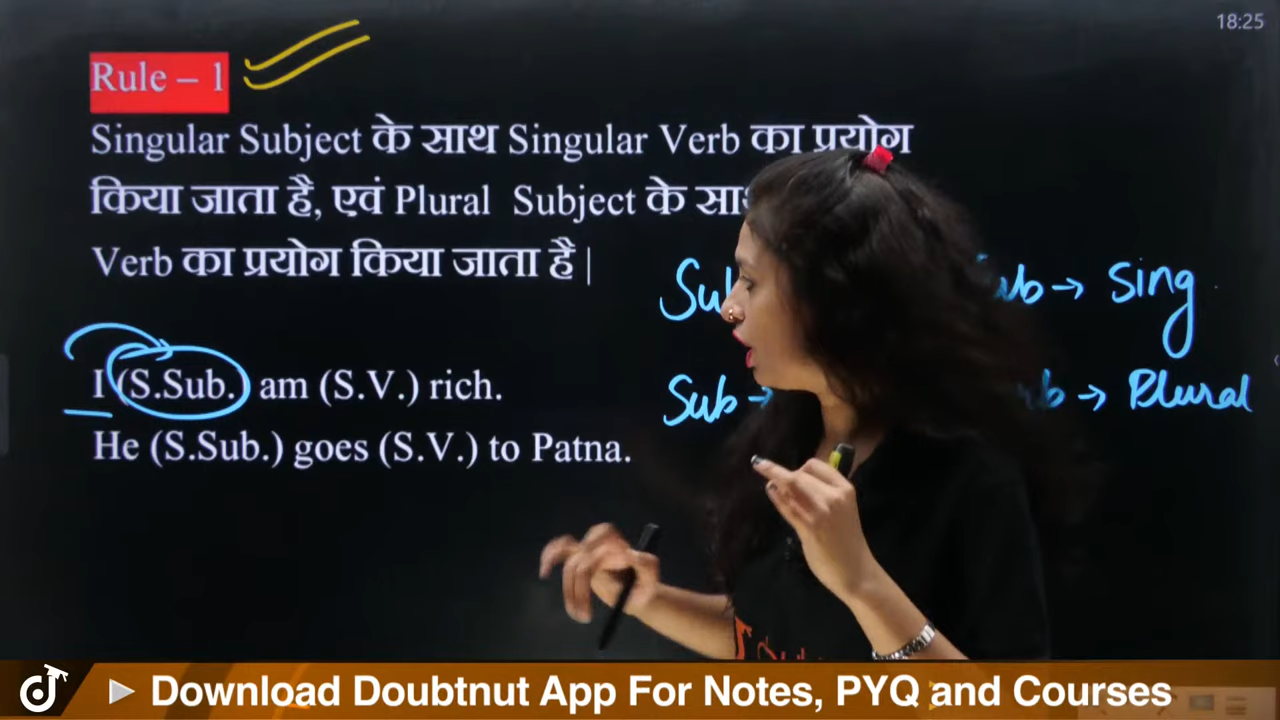 18:25
Rule – 1
Singular Subject के साथ Singular Verb का प्रयोग
किया जाता है, एवं Plural Subject के साथ
Verb का प्रयोग किया जाता है |
Sub → Sing
I (S.Sub.) am (S.V.) rich.
Sub → → Plural
He (S.Sub.) goes (S.V.) to Patna.
Download Doubtnut App For Notes, PYQ and Courses